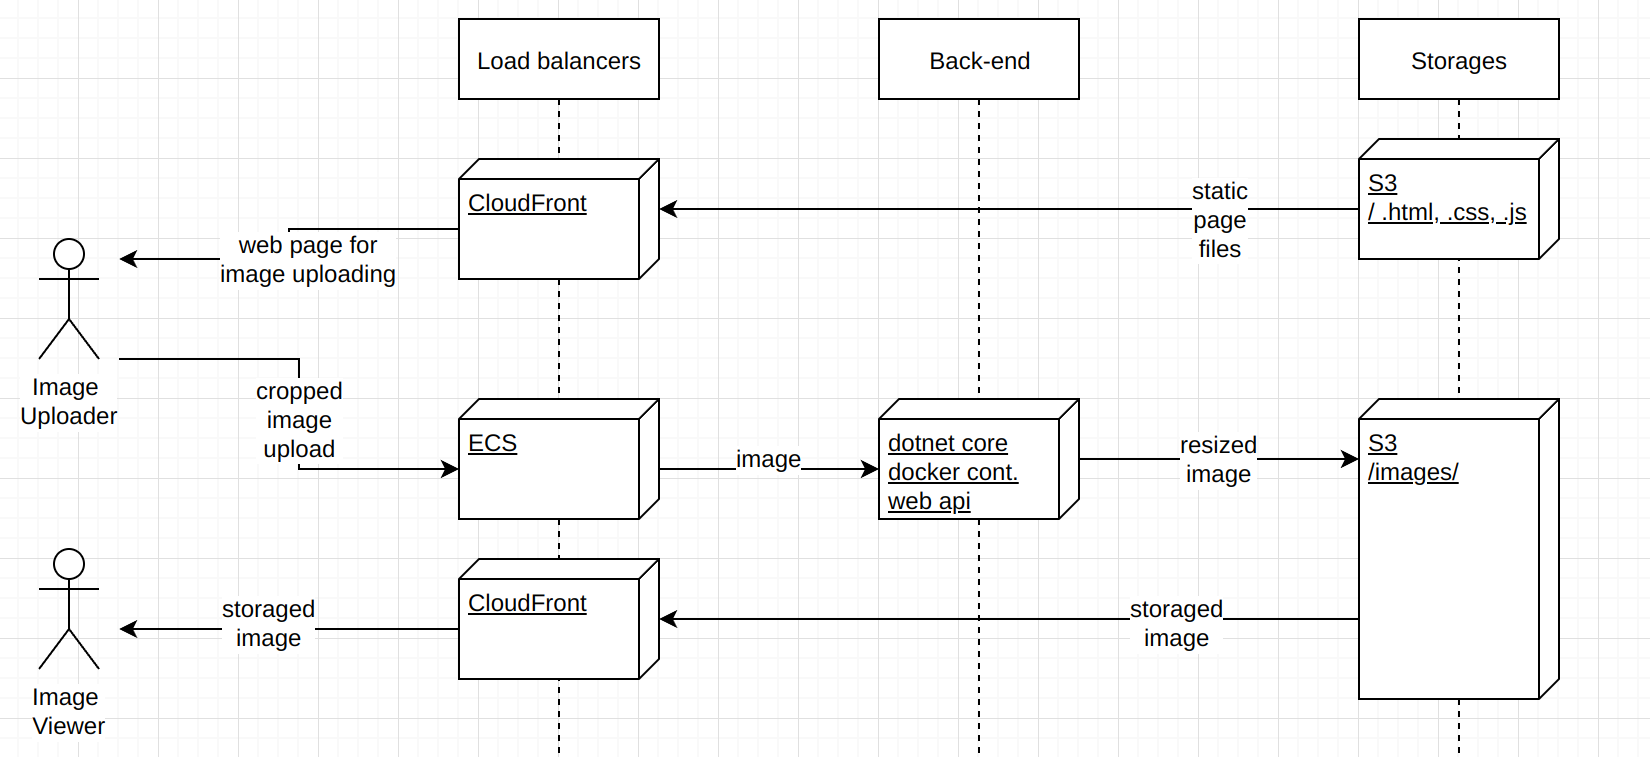 Load balancers
Back-end
Storages
CloudFront
static
page
files
S3
/ .html, .css, .js
web page for
image uploading
Image
Uploader
cropped
image
upload
ECS
image
dotnet core
docker cont.
web api
resized
image
S3
/images/
CloudFront
storaged
image
storaged
image
Image
Viewer